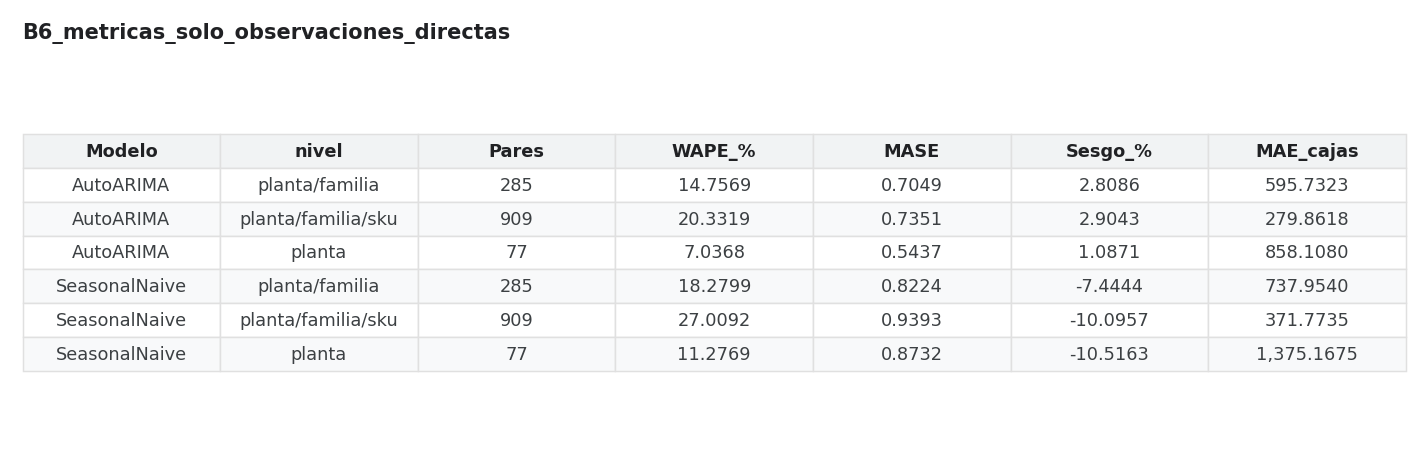 B6_metricas_solo_observaciones_directas
Modelo nivel Pares WAPE_% MASE Sesgo_% MAE_cajas
AutoARIMA planta/familia 285 14.7569 0.7049 2.8086 595.7323
AutoARIMA planta/familia/sku 909 20.3319 0.7351 2.9043 279.8618
AutoARIMA planta 77 7.0368 0.5437 1.0871 858.1080
SeasonalNaive planta/familia 285 18.2799 0.8224 -7.4444 737.9540
SeasonalNaive planta/familia/sku 909 27.0092 0.9393 -10.0957 371.7735
SeasonalNaive planta 77 11.2769 0.8732 -10.5163 1,375.1675